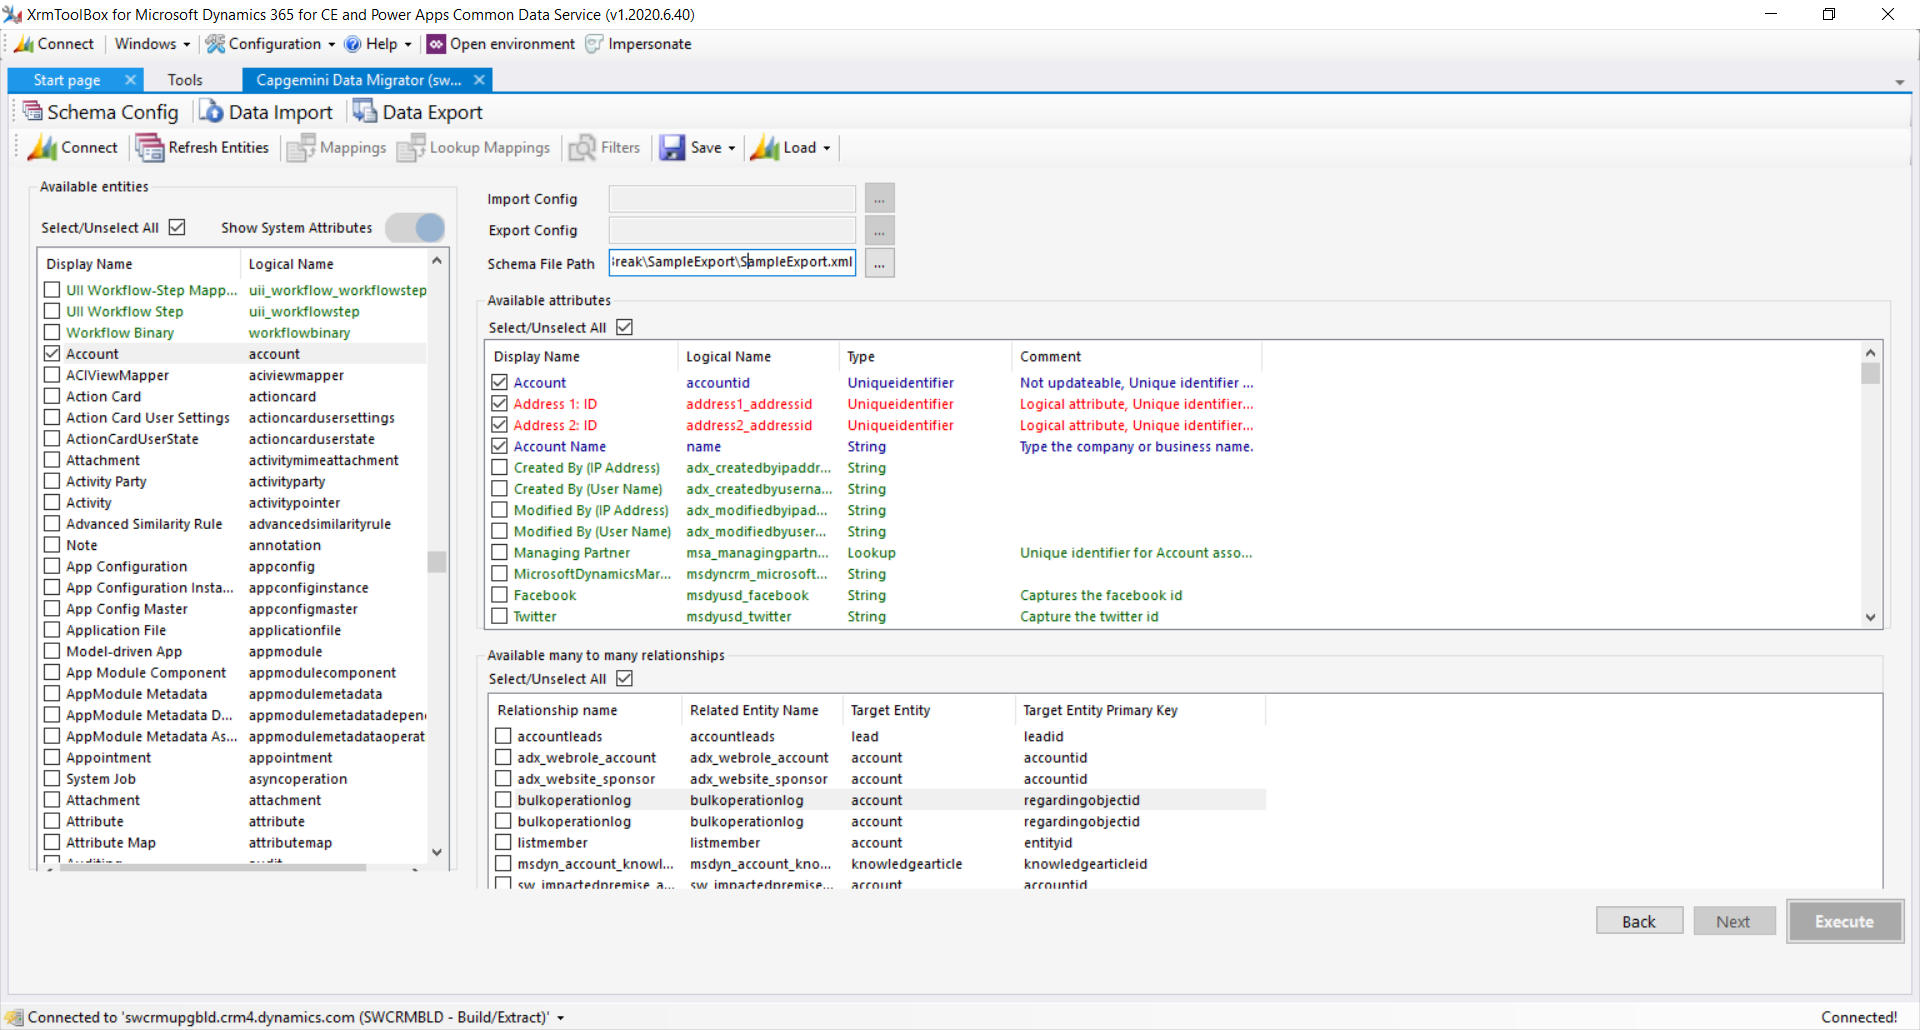 XrmToolBox for Microsoft Dynamics 365 for CE and Power Apps Common Data Service (v1.2020.6.40)
Connect Windows Configuration Help Open environment Impersonate
Start page Tools Capgemini Data Migrator (sw...
Schema Config Data Import Data Export
Connect Refresh Entities Mappings Lookup Mappings Filters Save Load
Available entities
Select/Unselect All Show System Attributes
Display Name Logical Name
UII Workflow-Step Mapp... uii_workflow_workflowstep
UII Workflow Step uii_workflowstep
Workflow Binary workflowbinary
Account account
ACIViewMapper aciviewmapper
Action Card actioncard
Action Card User Settings actioncardusersettings
ActionCardUserState actioncarduserstate
Attachment activitymimeattachment
Activity Party activityparty
Activity activitypointer
Advanced Similarity Rule advancedsimilarityrule
Note annotation
App Configuration appconfig
App Configuration Insta... appconfiginstance
App Config Master appconfigmaster
Application File applicationfile
Model-driven App appmodule
App Module Component appmodulecomponent
AppModule Metadata appmodulemetadata
AppModule Metadata D... appmodulemetadatadepen
AppModule Metadata As... appmodulemetadataoperat
Appointment appointment
System Job asyncoperation
Attachment attachment
Attribute attribute
Attribute Map attributemap
Auditing audit
Import Config ...
Export Config ...
Schema File Path reak\SampleExport\SampleExport.xml ...
Available attributes
Select/Unselect All
Display Name Logical Name Type Comment
Account accountid Uniqueidentifier Not updateable, Unique identifier ...
Address 1: ID address1_addressid Uniqueidentifier Logical attribute, Unique identifier...
Address 2: ID address2_addressid Uniqueidentifier Logical attribute, Unique identifier...
Account Name name String Type the company or business name.
Created By (IP Address) adx_createdbyipaddr... String
Created By (User Name) adx_createdbyuserna... String
Modified By (IP Address) adx_modifiedbyipad... String
Modified By (User Name) adx_modifiedbyuser... String
Managing Partner msa_managingpartn... Lookup Unique identifier for Account asso...
MicrosoftDynamicsMar... msdyncrm_microsoft... String
Facebook msdyusd_facebook String Captures the facebook id
Twitter msdyusd_twitter String Capture the twitter id
Available many to many relationships
Select/Unselect All
Relationship name Related Entity Name Target Entity Target Entity Primary Key
accountleads accountleads lead leadid
adx_webrole_account adx_webrole_account account accountid
adx_website_sponsor adx_website_sponsor account accountid
bulkoperationlog bulkoperationlog account regardingobjectid
bulkoperationlog bulkoperationlog account regardingobjectid
listmember listmember account entityid
msdyn_account_knowl... msdyn_account_kno... knowledgearticle knowledgearticleid
sw_impactedpremise_a... sw_impactedpremise... account accountid
Back Next Execute
Connected to 'swcrmupgbld.crm4.dynamics.com (SWCRMBLD - Build/Extract)' Connected!